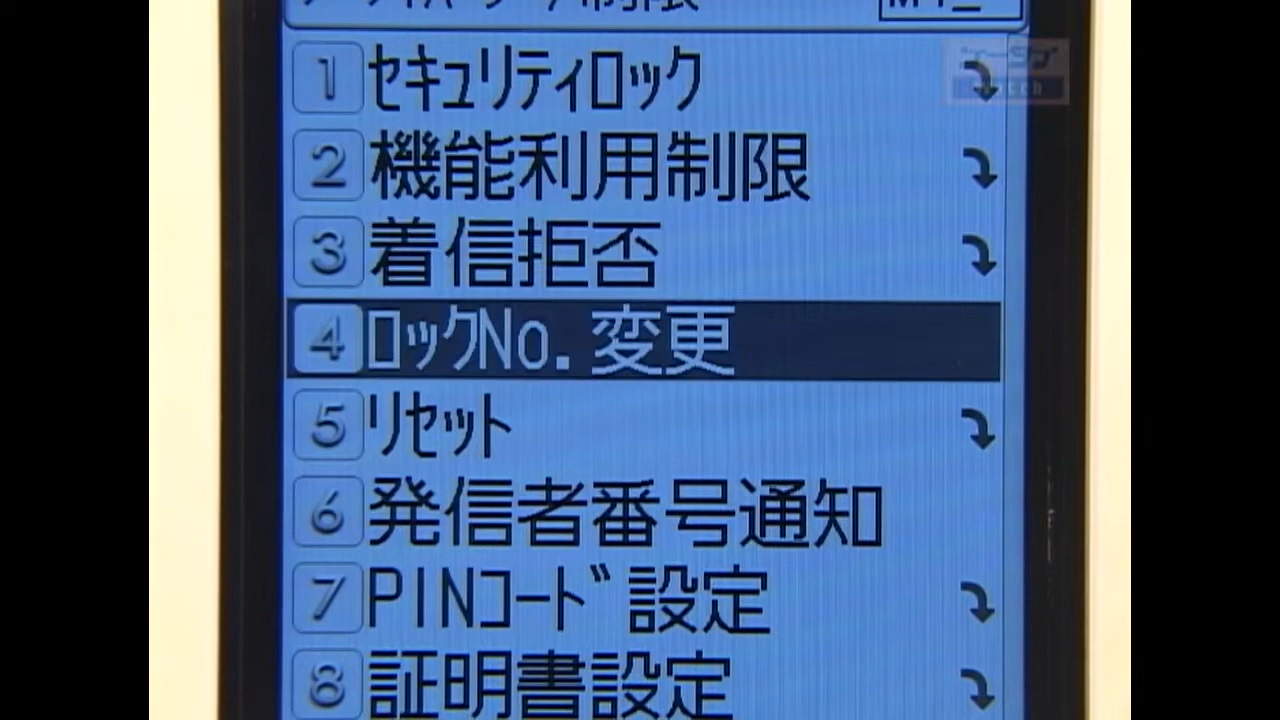 1 ｾｷｭﾘﾃｨﾛｯｸ
2 機能利用制限
3 着信拒否
4 ﾛｯｸNo.変更
5 ﾘｾｯﾄ
6 発信者番号通知
7 PINｺｰﾄﾞ設定
8 証明書設定